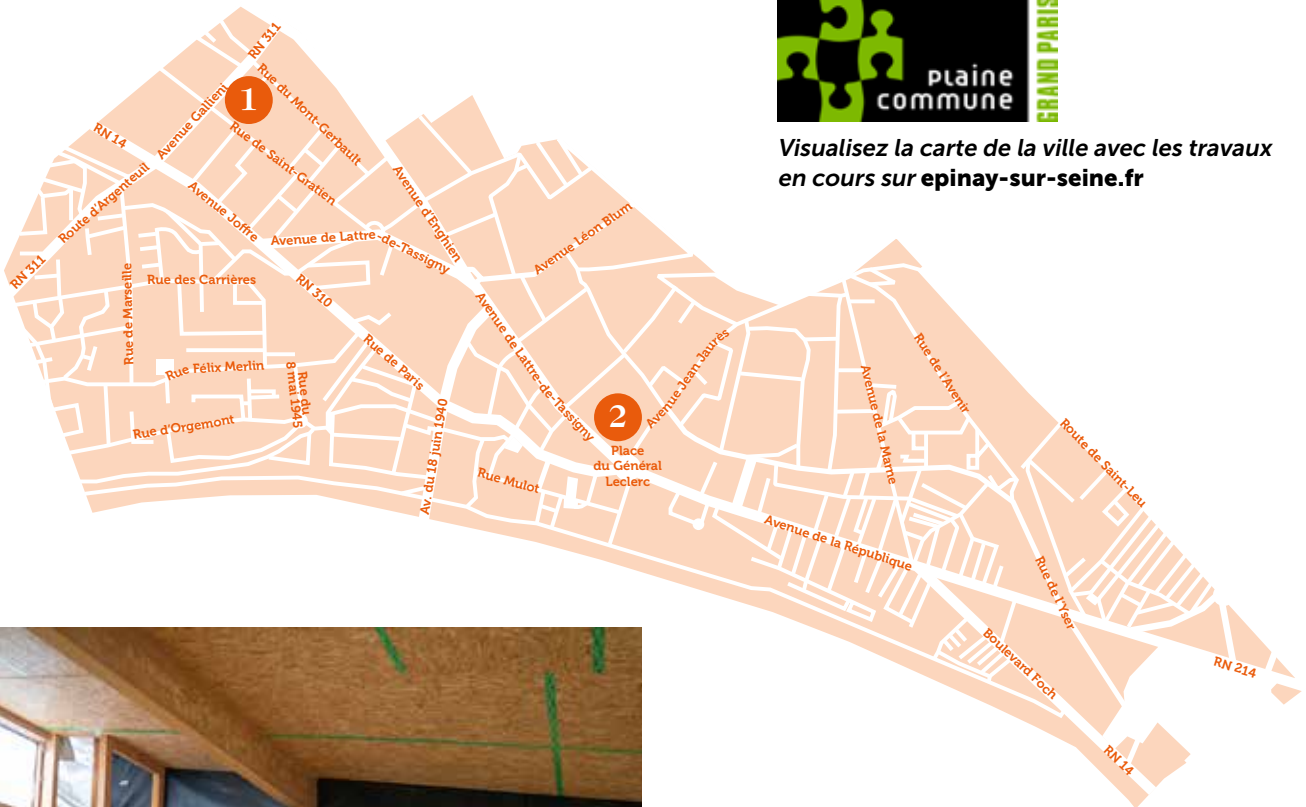 PLaine
commune
GRAND PARIS
Visualisez la carte de la ville avec les travaux
en cours sur epinay-sur-seine.fr
RN 311
Rue du Mont-Gerbault
1
Avenue Gallieni
RN 14
Rue de Saint-Gratien
Route d'Argenteuil
Avenue Joffre
Avenue d'Enghien
Avenue Léon Blum
Avenue de Lattre-de-Tassigny
RN 311
Rue de Marseille
Rue des Carrières
RN 310
Avenue de Lattre-de-Tassigny
Rue de Paris
Rue Félix Merlin
Rue du
8 mai 1945
Rue d'Orgemont
Av. du 18 juin 1940
Avenue Jean Jaurès
2
Place
du Général
Leclerc
Rue Mulot
Avenue de la Marne
Rue de l'Avenir
Route de Saint-Leu
Avenue de la République
Rue de l'Yser
Boulevard Foch
RN 214
RN 14